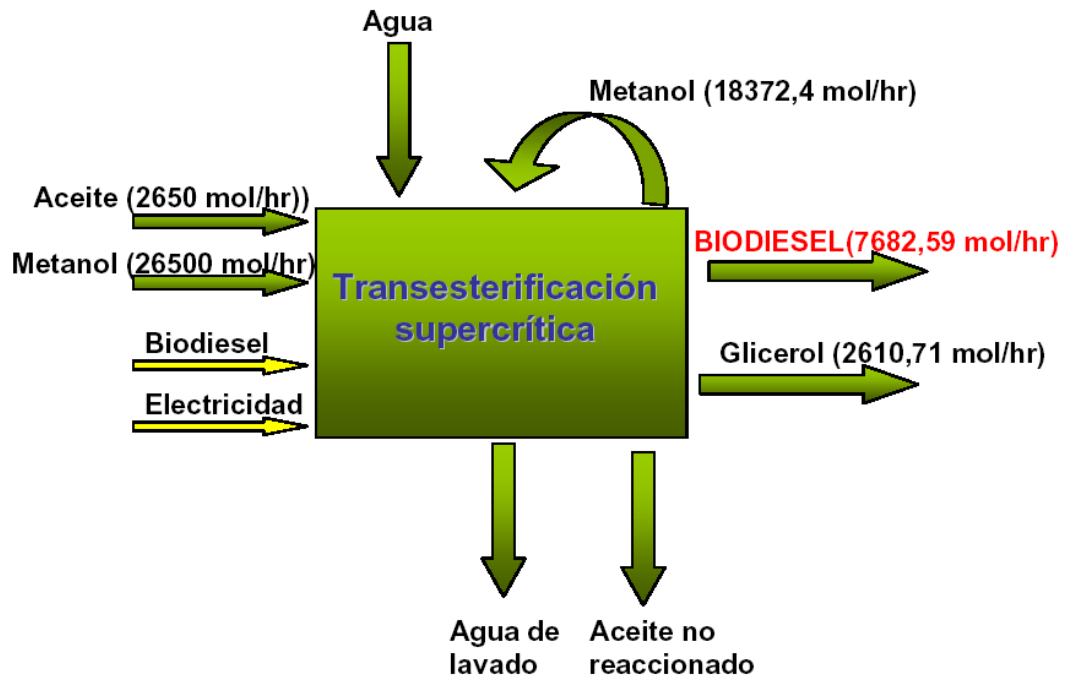 Agua
Metanol (18372,4 mol/hr)
Aceite (2650 mol/hr))
BIODIESEL(7682,59 mol/hr)
Metanol (26500 mol/hr)
Transesterificación
supercrítica
Biodiesel
Glicerol (2610,71 mol/hr)
Electricidad
Agua de
lavado
Aceite no
reaccionado